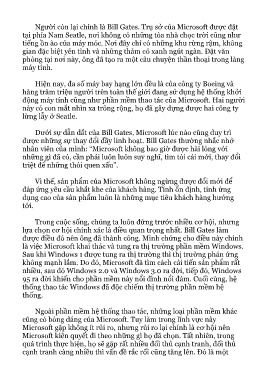 Người còn lại chính là Bill Gates. Trụ sở của Microsoft được đặt
tại phía Nam Seatle, nơi không có những tòa nhà chọc trời cũng như
tiếng ồn ào của máy móc. Nơi đây chỉ có những khu rừng rậm, không
gian đặc biệt yên tĩnh và những thảm cỏ xanh ngút ngàn. Đặt văn
phòng tại nơi này, ông đã tạo ra một câu chuyện thần thoại trong làng
máy tính.
Hiện nay, đa số máy bay hạng lớn đều là của công ty Boeing và
hàng trăm triệu người trên toàn thế giới đang sử dụng hệ thống khởi
động máy tính cũng như phần mềm thao tác của Microsoft. Hai người
này có con mắt nhìn xa trông rộng, họ đã gây dựng được hai công ty
lừng lẫy ở Seatle.
Dưới sự dẫn dắt của Bill Gates, Microsoft lúc nào cũng duy trì
được những sự thay đổi đầy linh hoạt. Bill Gates thường nhắc nhở
nhân viên của mình: “Microsoft không bao giờ được hài lòng với
những gì đã có, cần phải luôn luôn suy nghĩ, tìm tòi cái mới, thay đổi
triệt để những thói quen xấu”.
Vì thế, sản phẩm của Microsoft không ngừng được đổi mới để
đáp ứng yêu cầu khắt khe của khách hàng. Tính ổn định, tính ứng
dụng cao của sản phẩm luôn là những mục tiêu khách hàng hướng
tới.
Trong cuộc sống, chúng ta luôn đứng trước nhiều cơ hội, nhưng
lựa chọn cơ hội chính xác là điều quan trọng nhất. Bill Gates làm
được điều đó nên ông đã thành công. Minh chứng cho điều này chính
là việc Microsoft khai thác và tung ra thị trường phần mềm Windows.
Sau khi Windows 1 được tung ra thị trường thì thị trường phản ứng
không mạnh lắm. Do đó, Microsoft đã tìm cách cải tiến sản phẩm rất
nhiều, sau đó Windows 2.0 và Windows 3.0 ra đời, tiếp đó, Windows
95 ra đời khiến cho phần mềm này nổi đình nổi đám. Cuối cùng, hệ
thống thao tác Windows đã độc chiếm thị trường phần mềm hệ
thống.
Ngoài phần mềm hệ thống thao tác, những loại phần mềm khác
cũng có bóng dáng của Microsoft. Tuy làm trong lĩnh vực này
Microsoft gặp không ít rủi ro, nhưng rủi ro lại chính là cơ hội nên
Microsoft kiên quyết đi theo những gì họ đã chọn. Tất nhiên, trong
quá trình thực hiện, họ sẽ gặp rất nhiều đối thủ cạnh tranh, đối thủ
cạnh tranh càng nhiều thì vấn đề rắc rối cũng tăng lên. Đó là một